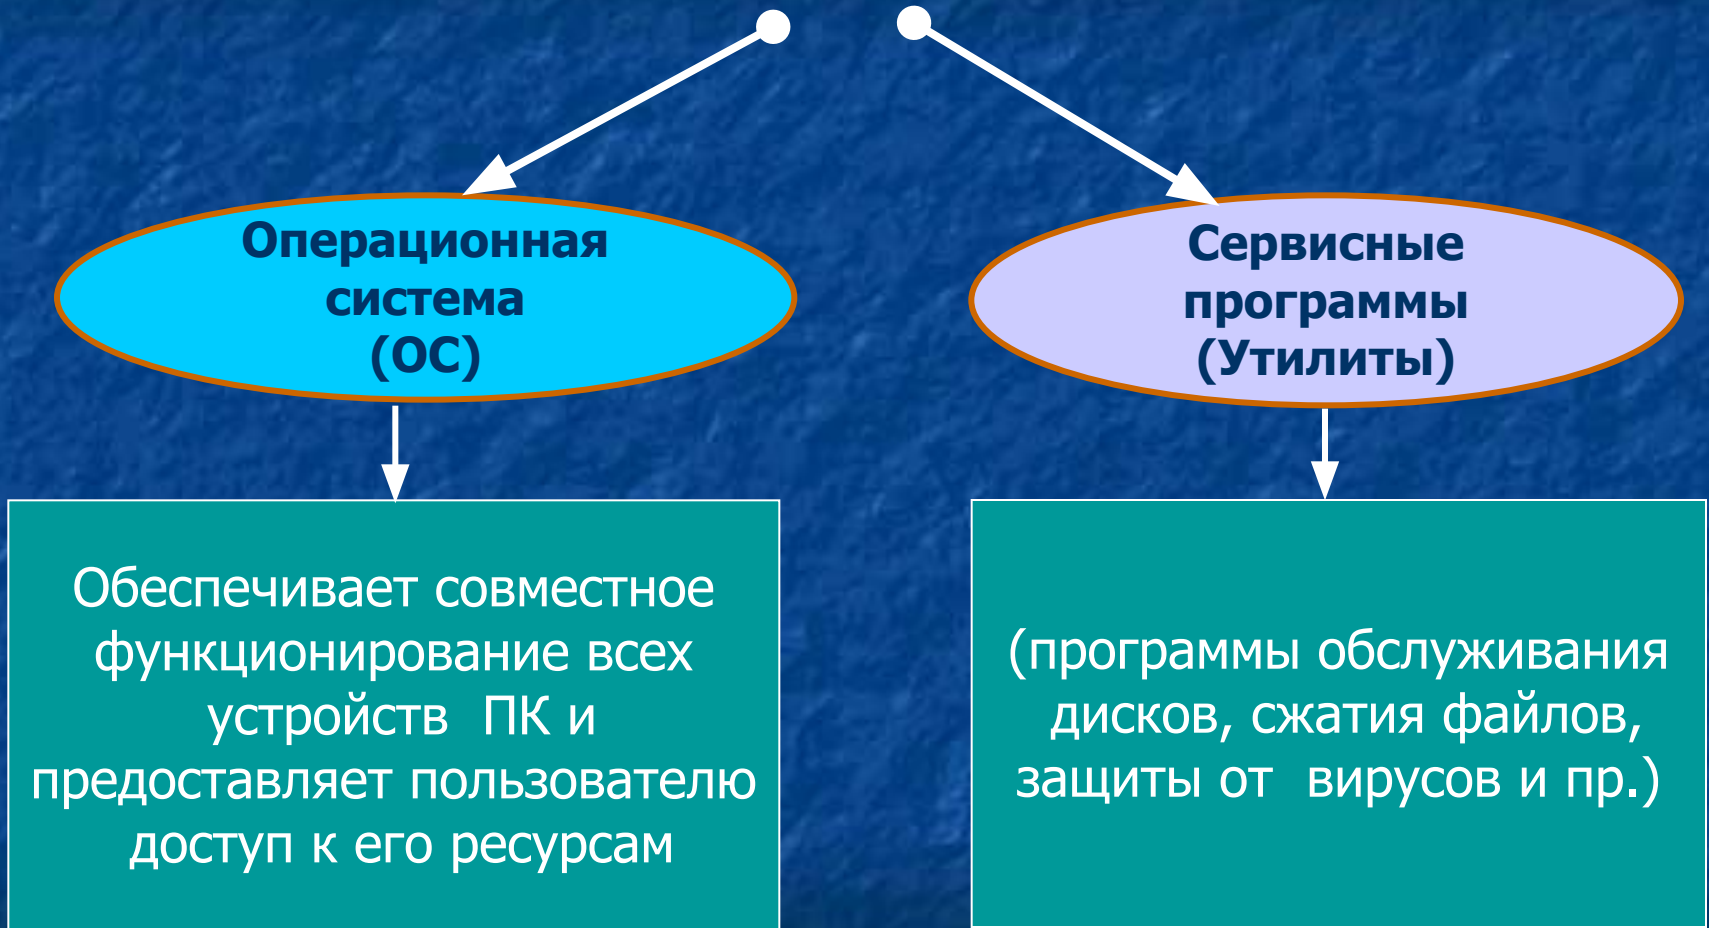 Операционная
система
(ОС)
Обеспечивает совместное
функционирование всех
устройств ПК и
предоставляет пользователю
доступ к его ресурсам
Сервисные
программы
(Утилиты)
(программы обслуживания
дисков, сжатия файлов,
защиты от вирусов и пр.)